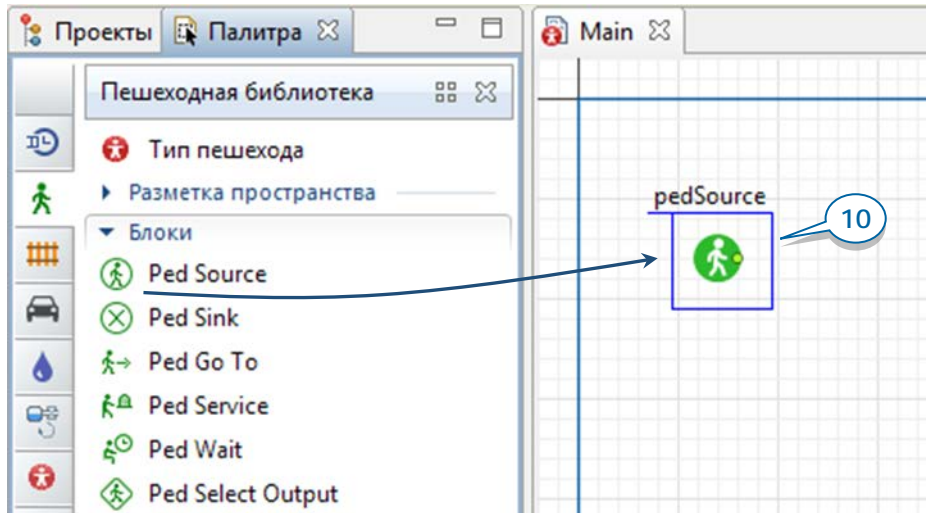 Проекты Палитра
Main
Пешеходная библиотека
Тип пешехода
Разметка пространства
Блоки
Ped Source
Ped Sink
Ped Go To
Ped Service
Ped Wait
Ped Select Output
pedSource
10